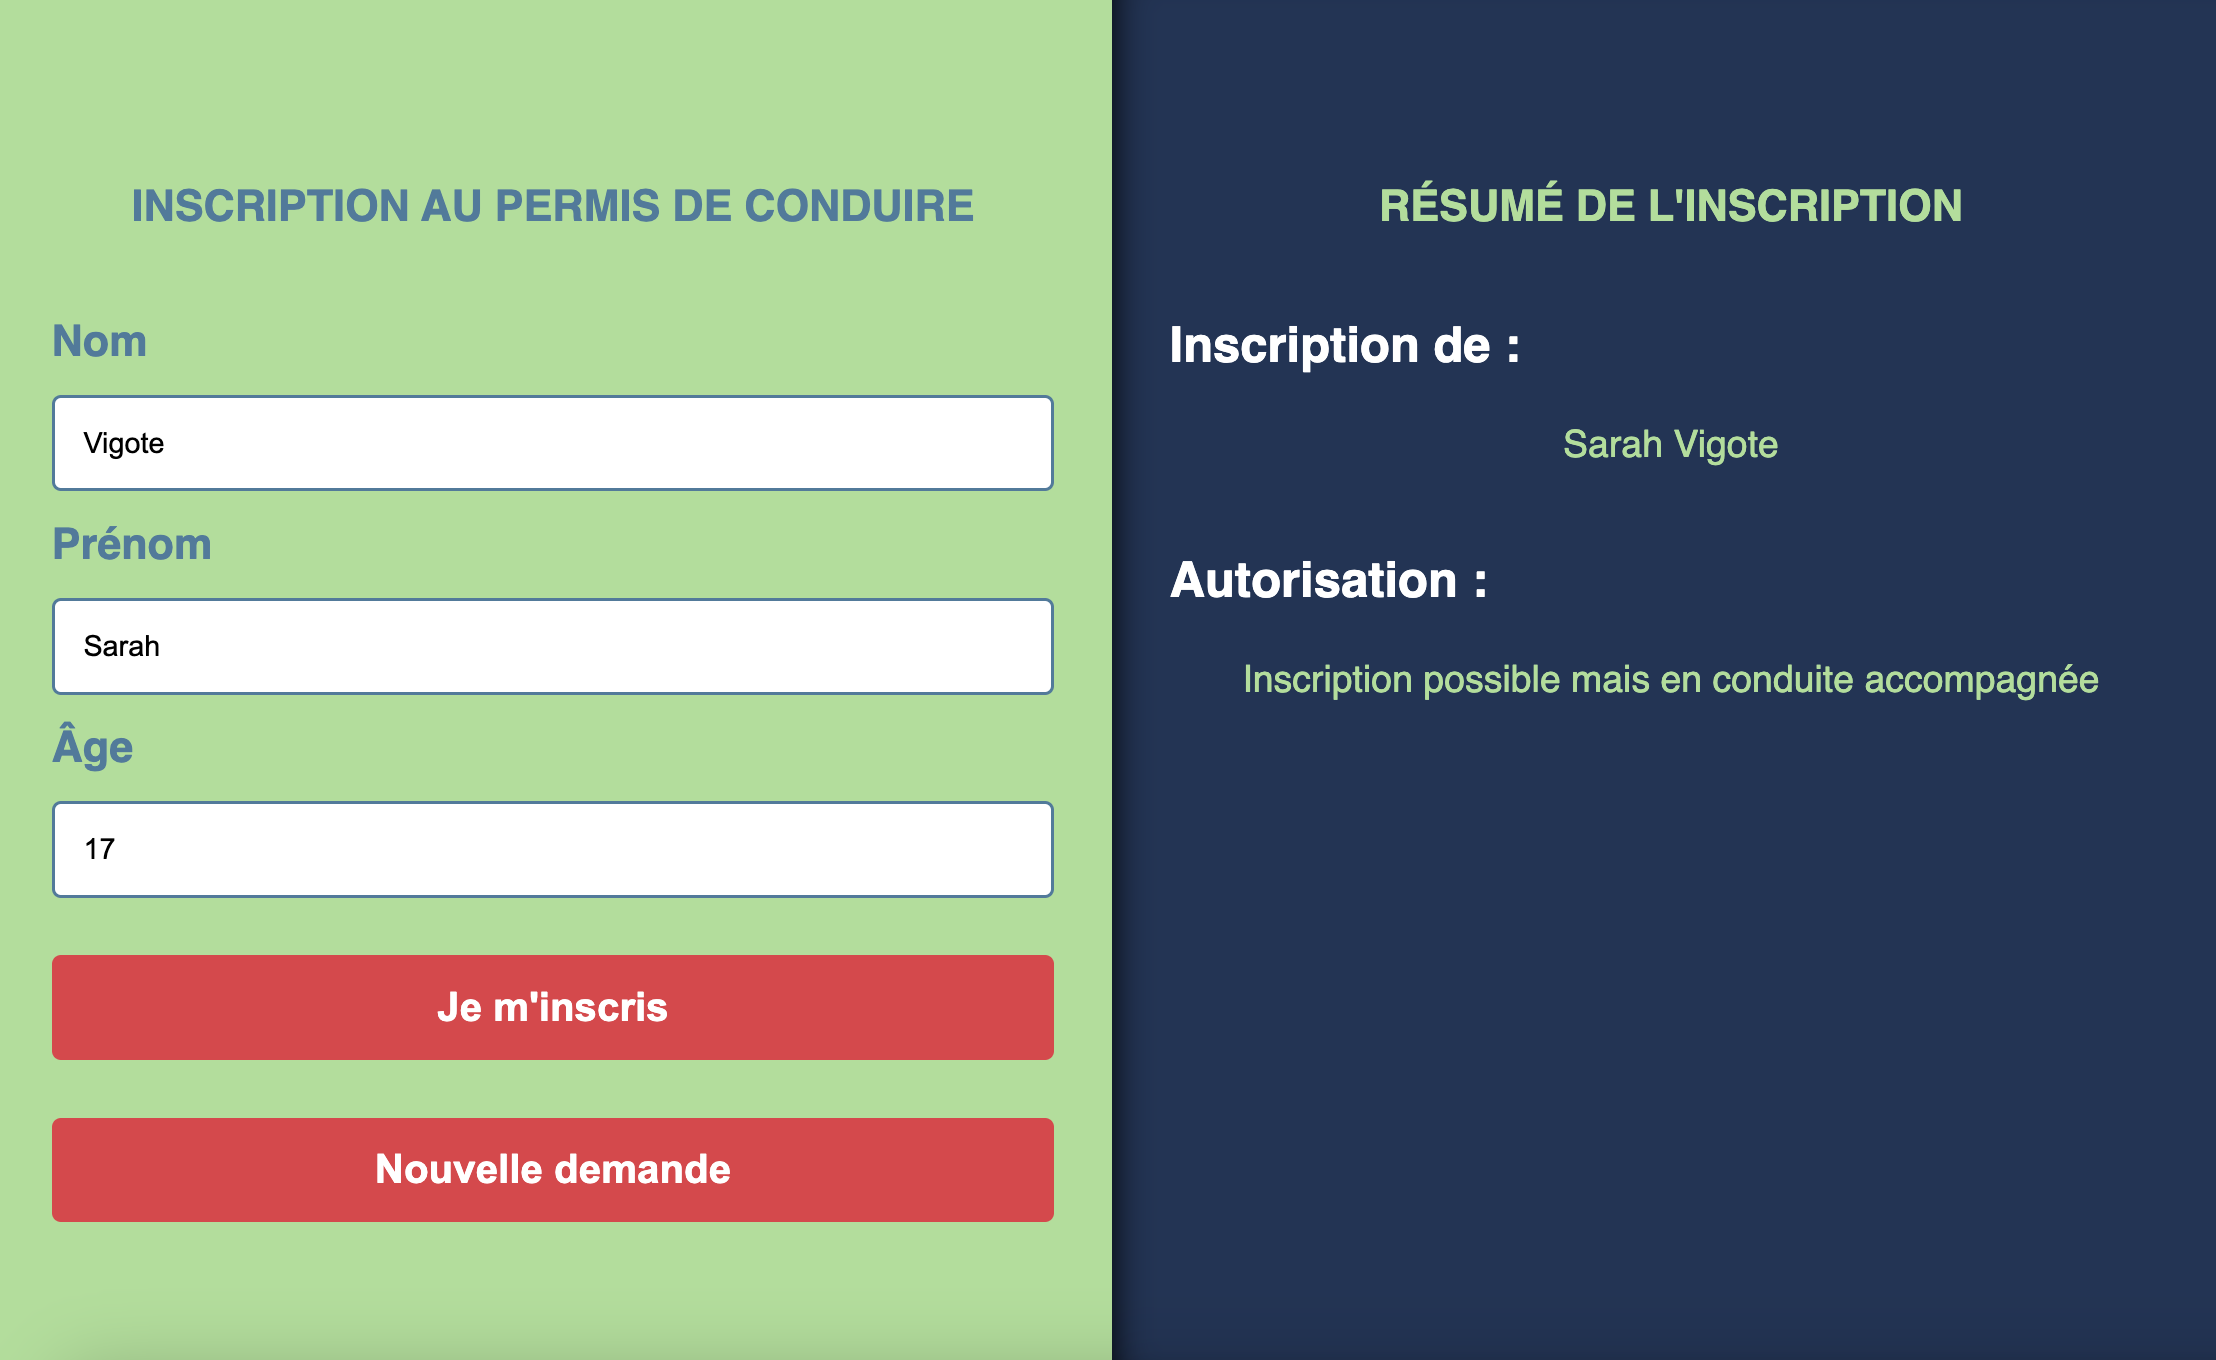 INSCRIPTION AU PERMIS DE CONDUIRE
Nom
Vigote
Prénom
Sarah
Âge
17
Je m'inscris
Nouvelle demande
RÉSUMÉ DE L'INSCRIPTION
Inscription de :
Sarah Vigote
Autorisation :
Inscription possible mais en conduite accompagnée